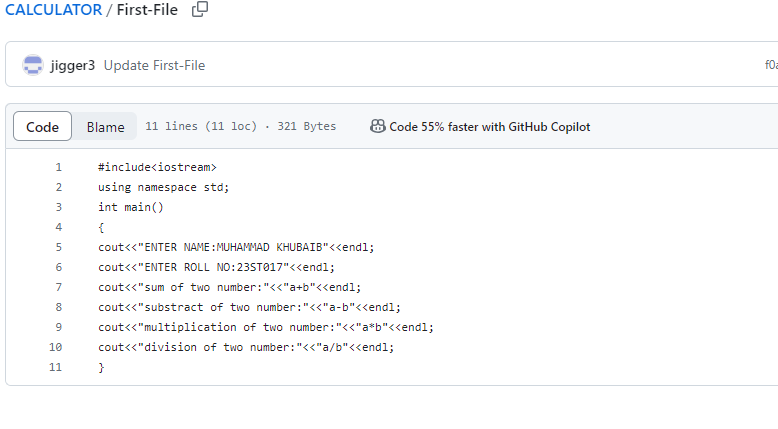 CALCULATOR / First-File
jigger3 Update First-File
Code Blame 11 lines (11 loc) · 321 Bytes Code 55% faster with GitHub Copilot
1 #include<iostream>
2 using namespace std;
3 int main()
4 {
5 cout<<"ENTER NAME:MUHAMMAD KHUBAIB"<<endl;
6 cout<<"ENTER ROLL NO:23ST017"<<endl;
7 cout<<"sum of two number:"<<"a+b"<<endl;
8 cout<<"substract of two number:"<<"a-b"<<endl;
9 cout<<"multiplication of two number:"<<"a*b"<<endl;
10 cout<<"division of two number:"<<"a/b"<<endl;
11 }